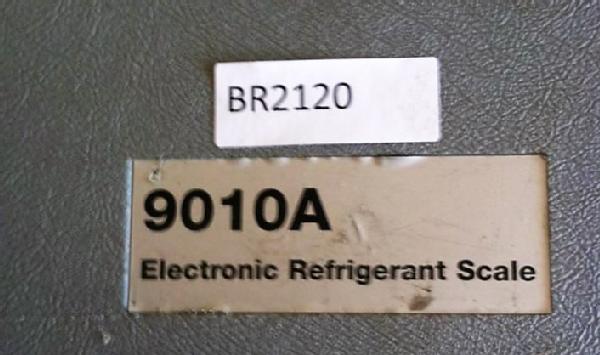 BR2120
9010A
Electronic Refrigerant Scale